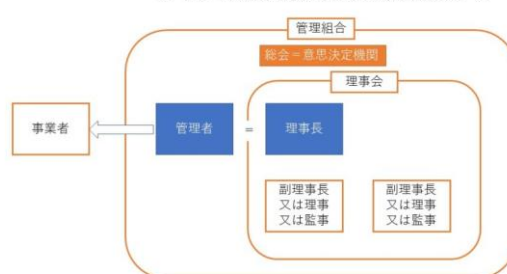 管理組合
総会＝意思決定機関
理事会
事業者
管理者
＝
理事長
副理事長
又は理事
又は監事
副理事長
又は理事
又は監事